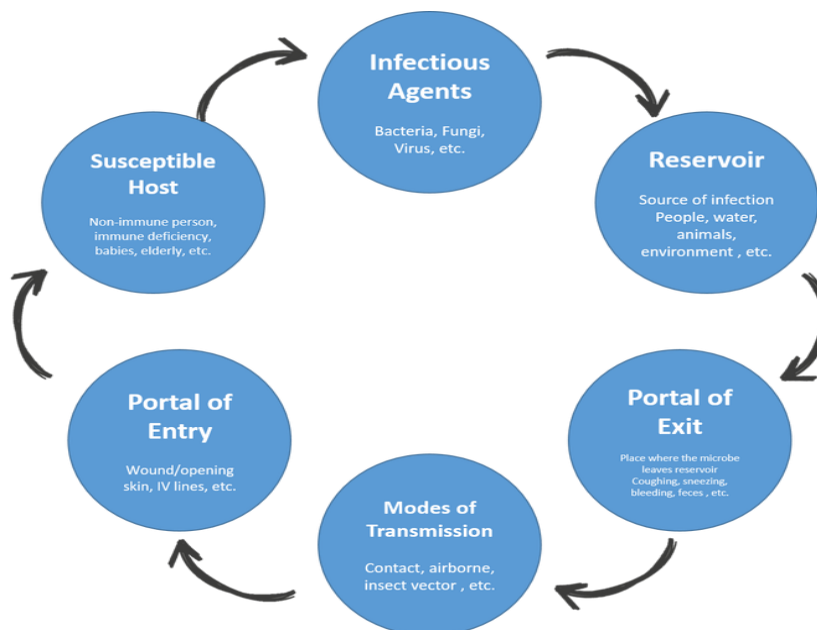 Infectious
Agents
Bacteria, Fungi,
Virus, etc.
Reservoir
Source of infection
People, water,
animals,
environment , etc.
Portal of
Exit
Place where the microbe
leaves reservoir
Coughing, sneezing,
bleeding, feces , etc.
Modes of
Transmission
Contact, airborne,
insect vector , etc.
Portal of
Entry
Wound/opening
skin, IV lines, etc.
Susceptible
Host
Non-immune person,
immune deficiency,
babies, elderly, etc.